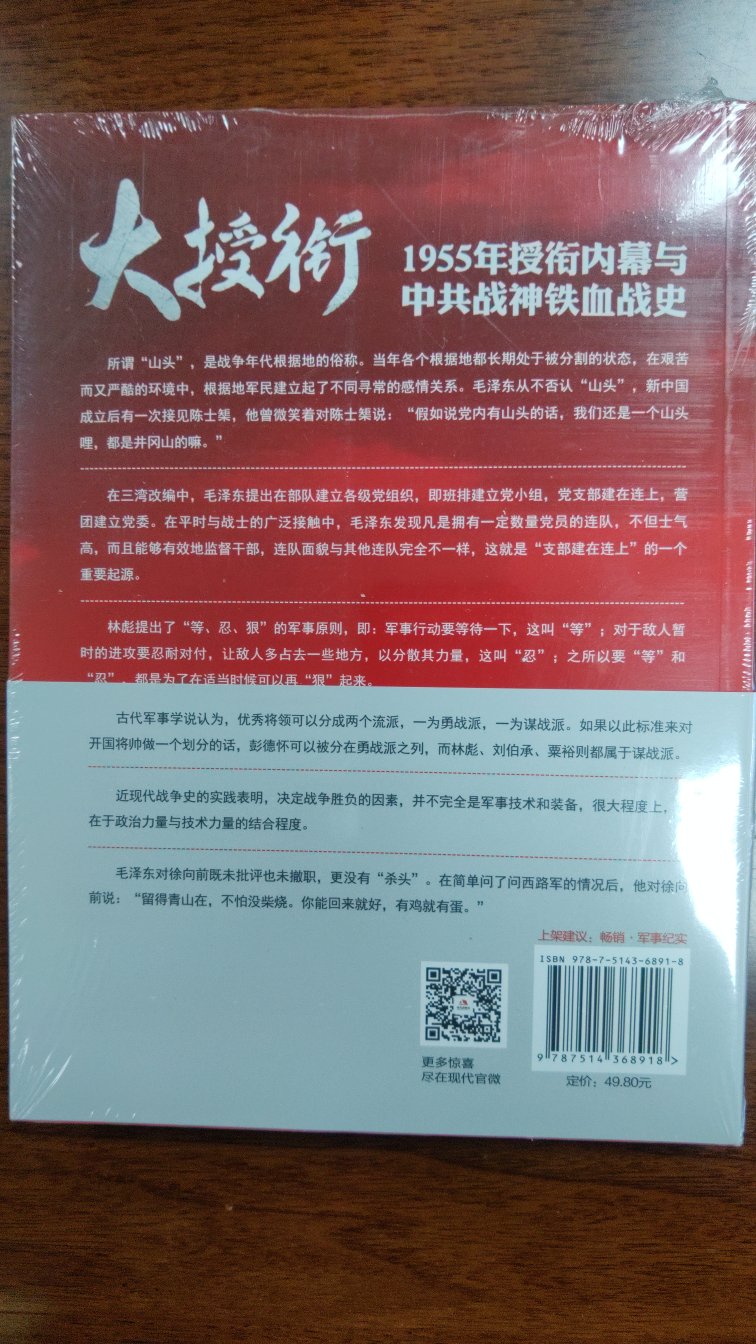 大授衔
1955年授衔内幕与
中共战神铁血战史
所谓“山头”，是战争年代根据地的俗称。当年各个根据地都长期处于被分割的状态，在艰苦
而又严酷的环境中，根据地军民建立起了不同寻常的感情关系。毛泽东从不否认“山头”，新中国
成立后有一次接见陈士榘，他曾微笑着对陈士榘说：“假如说党内有山头的话，我们还是一个山头
哩，都是井冈山的嘛。”
在三湾改编中，毛泽东提出在部队建立各级党组织，即班排建立党小组，党支部建在连上，营
团建立党委。在平时与战士的广泛接触中，毛泽东发现凡是拥有一定数量党员的连队，不但士气
高，而且能够有效地监督干部，连队面貌与其他连队完全不一样，这就是“支部建在连上”的一个
重要起源。
林彪提出了“等、忍、狠”的军事原则，即：军事行动要等待一下，这叫“等”；对于敌人暂
时的进攻要忍耐对付，让敌人多占去一些地方，以分散其力量，这叫“忍”；之所以要“等”和
“忍”，都是为了在适当时候可以再“狠”起来。
古代军事学说认为，优秀将领可以分成两个流派，一为勇战派，一为谋战派。如果以此标准来对
开国将帅做一个划分的话，彭德怀可以被分在勇战派之列，而林彪、刘伯承、粟裕则都属于谋战派。
近现代战争史的实践表明，决定战争胜负的因素，并不完全是军事技术和装备，很大程度上，
在于政治力量与技术力量的结合程度。
毛泽东对徐向前既未批评也未撤职，更没有“杀头”。在简单问了问西路军的情况后，他对徐向
前说：“留得青山在，不怕没柴烧。你能回来就好，有鸡就有蛋。”
上架建议：畅销·军事纪实
ISBN 978-7-5143-6891-8
9 787514 368918 >
更多惊喜
尽在现代官微
定价：49.80元